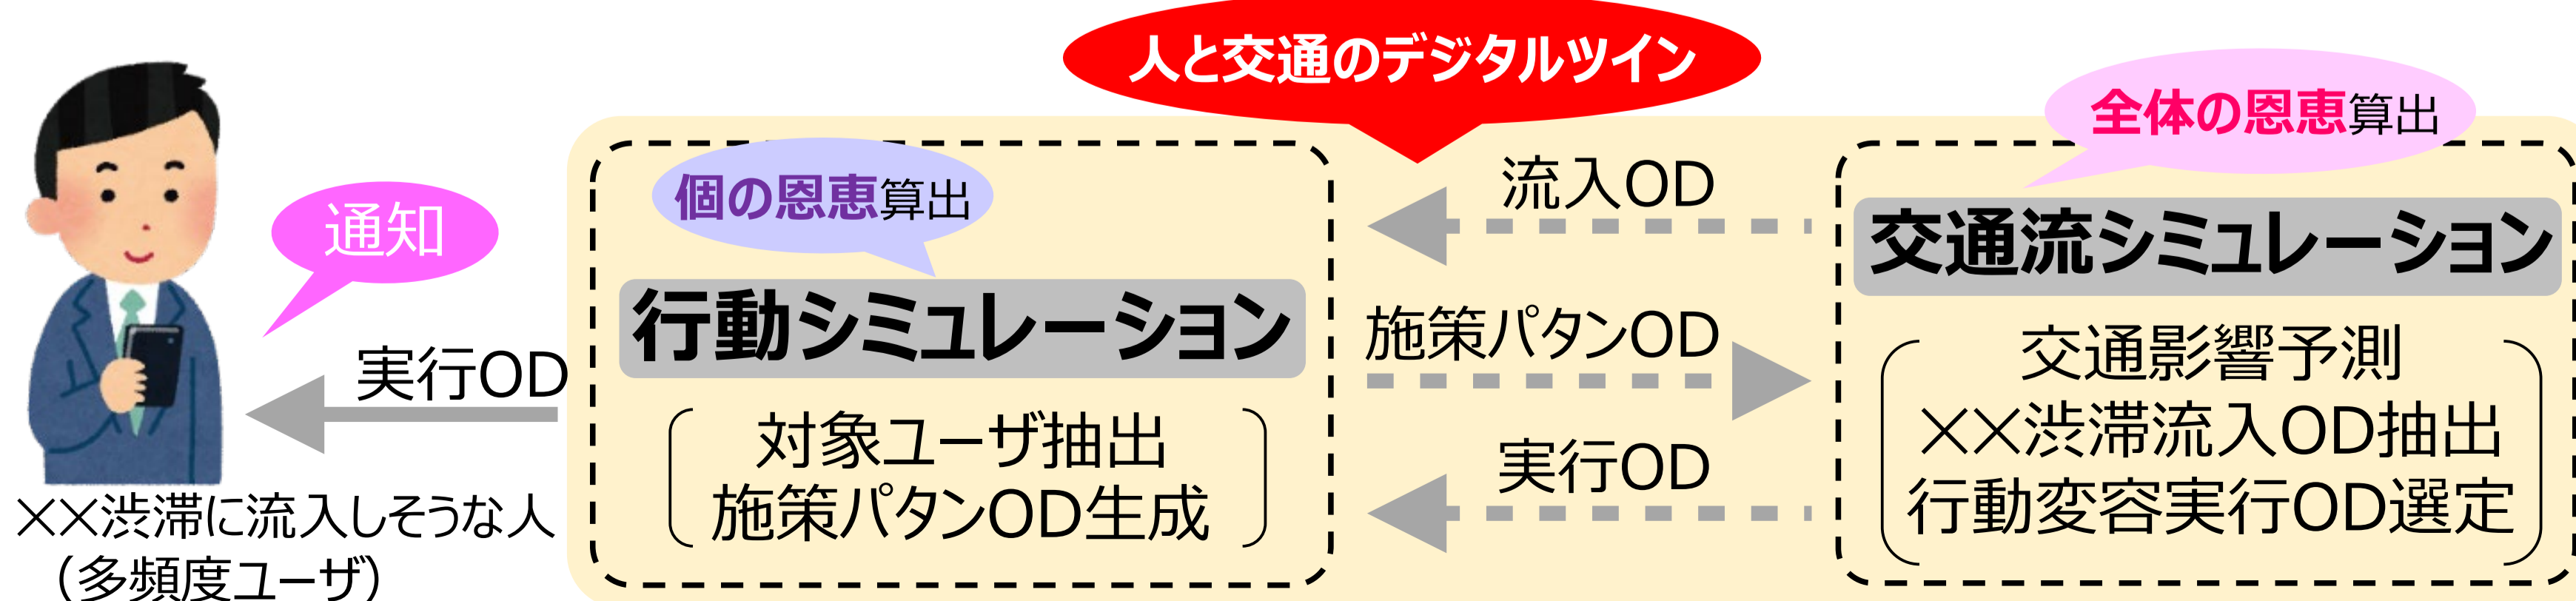 人と交通のデジタルツイン
通知
実行OD
××渋滞に流入しそうな人
（多頻度ユーザ）
個の恩恵算出
行動シミュレーション
対象ユーザ抽出
施策パタンOD生成
流入OD
施策パタンOD
実行OD
全体の恩恵算出
交通流シミュレーション
交通影響予測
××渋滞流入OD抽出
行動変容実行OD選定